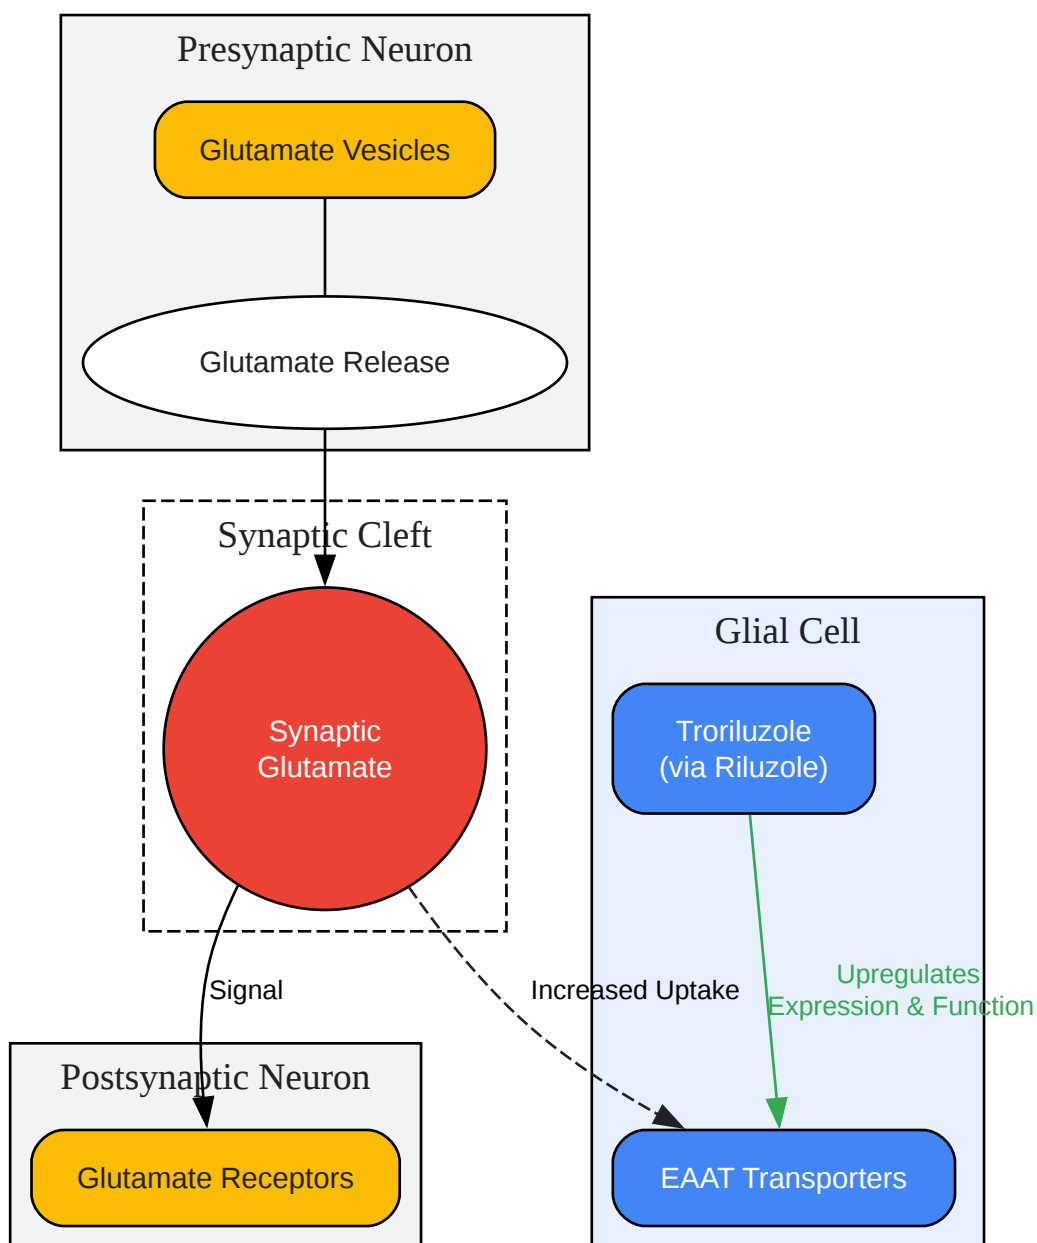 Presynaptic Neuron
Glutamate Vesicles
Glutamate Release
Synaptic Cleft
Synaptic
Glutamate
Glial Cell
Troriluzole
(via Riluzole)
Signal
Increased Uptake
Upregulates
Expression & Function
Postsynaptic Neuron
Glutamate Receptors
EAAT Transporters